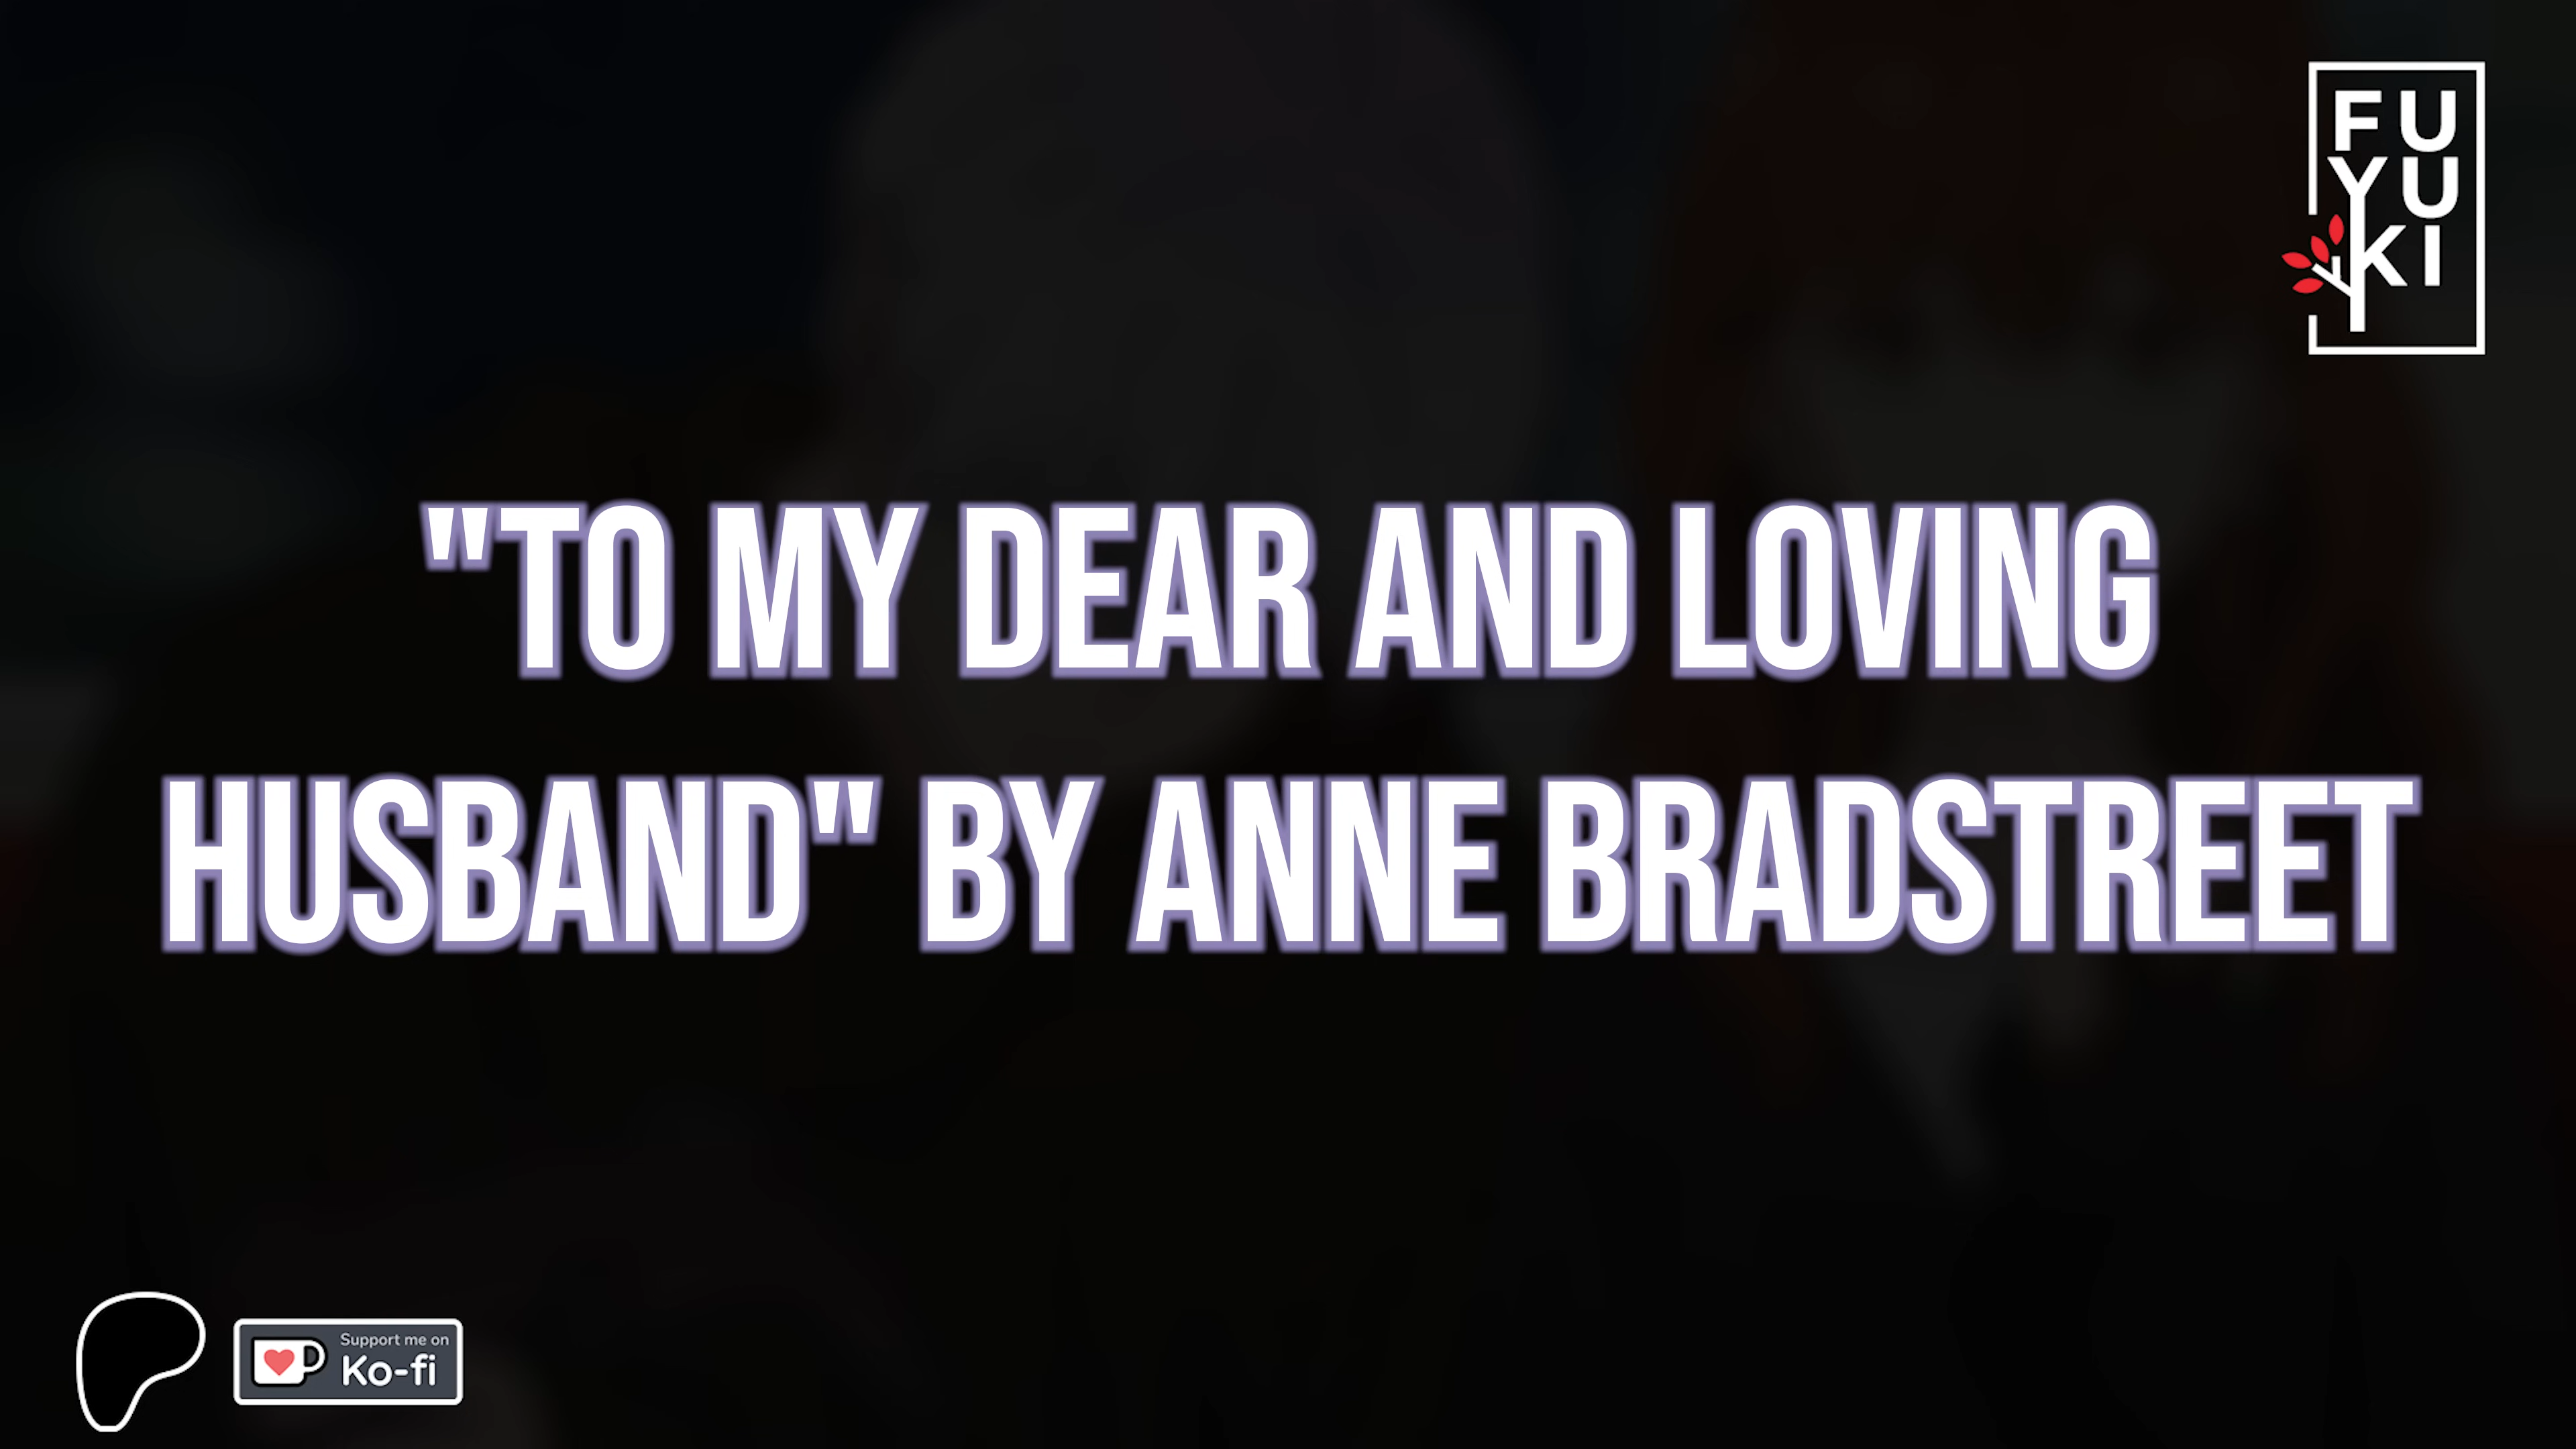 FU
YU
KI
"TO MY DEAR AND LOVING
HUSBAND" BY ANNE BRADSTREET
Support me on
Ko-fi